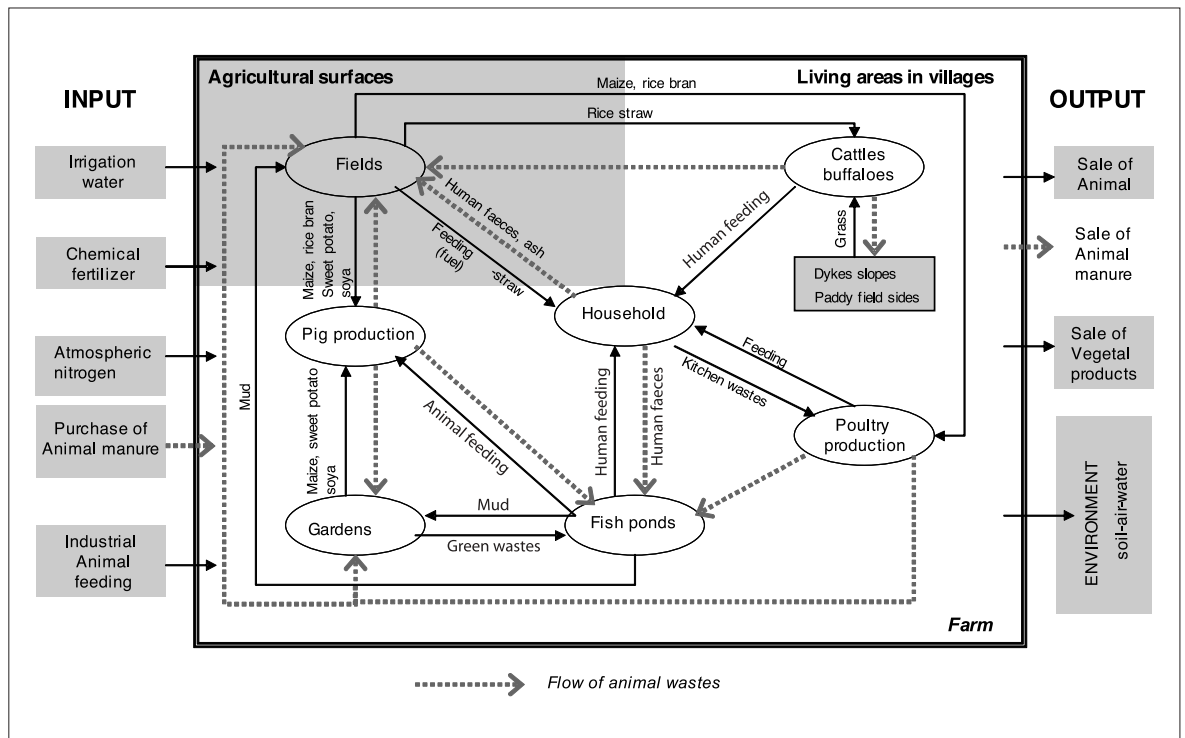 INPUT
Irrigation
water
Chemical
fertilizer
Atmospheric
nitrogen
Purchase of
Animal manure
Industrial
Animal
feeding
Agricultural surfaces
Living areas in villages
Maize, rice bran
Rice straw
Fields
Cattles
buffaloes
Human faeces, ash
Feeding
(fuel)
-straw
Human feeding
Grass
Dykes slopes
Paddy field sides
Maize, rice bran
Sweet potato,
soya
Pig production
Household
Feeding
Kitchen wastes
Mud
Maize, sweet potato
soya
Animal feeding
Human feeding
Human faeces
Poultry
production
Gardens
Mud
Green wastes
Fish ponds
Farm
OUTPUT
Sale of
Animal
Sale of
Animal
manure
Sale of
Vegetal
products
ENVIRONMENT
soil-air-water
Flow of animal wastes